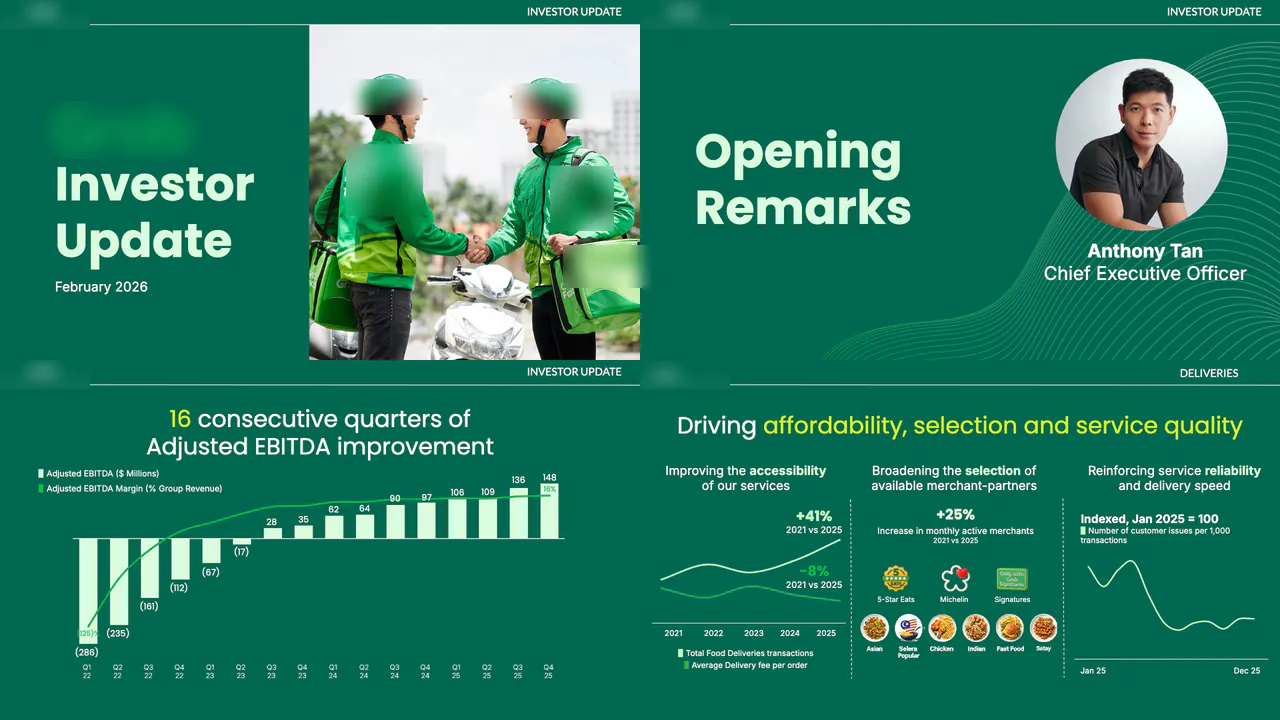 INVESTOR UPDATE
Investor
Update
February 2026
INVESTOR UPDATE
Opening
Remarks
Anthony Tan
Chief Executive Officer
INVESTOR UPDATE
16 consecutive quarters of
Adjusted EBITDA improvement
Adjusted EBITDA ($ Millions)
Adjusted EBITDA Margin (% Group Revenue)
(286) (235) (161) (112) (67) (17) 28 35 62 64 90 97 106 109 136 148
16%
Q1 Q2 Q3 Q4 Q1 Q2 Q3 Q4 Q1 Q2 Q3 Q4 Q1 Q2 Q3 Q4
22 22 22 22 23 23 23 23 24 24 24 24 25 25 25 25
DELIVERIES
Driving affordability, selection and service quality
Improving the accessibility
of our services
+41%
2021 vs 2025
-8%
2021 vs 2025
2021 2022 2023 2024 2025
Total Food Deliveries transactions
Average Delivery fee per order
Broadening the selection of
available merchant-partners
+25%
Increase in monthly active merchants
2021 vs 2025
Only with
Grab
Signatures
5-Star Eats Michelin Signatures
Asian Selera Chicken Indian Fast Food Satay
Popular
Reinforcing service reliability
and delivery speed
Indexed, Jan 2025 = 100
Number of customer issues per 1,000
transactions
Jan 25 Dec 25